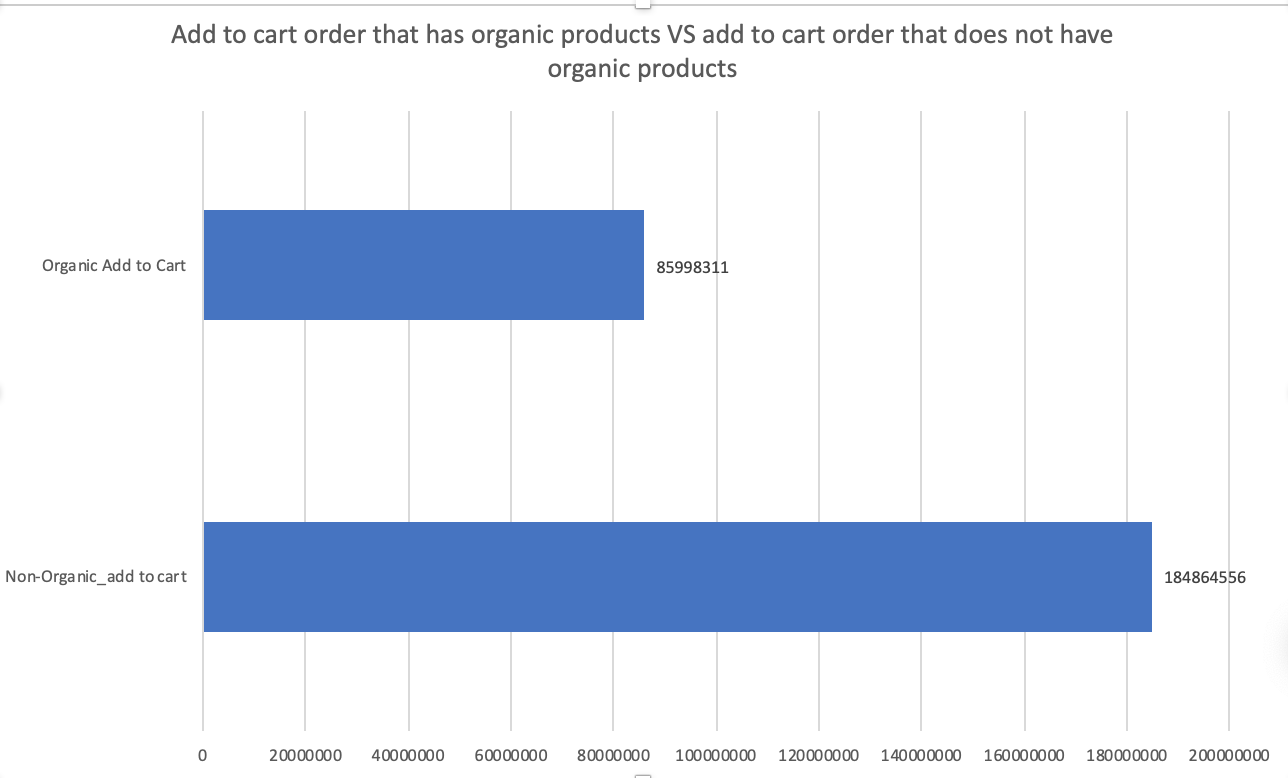 Add to cart order that has organic products VS add to cart order that does not have
organic products
Organic Add to Cart
85998311
Non-Organic_add to cart
184864556
0 20000000 40000000 60000000 80000000 100000000 120000000 140000000 160000000 180000000 200000000